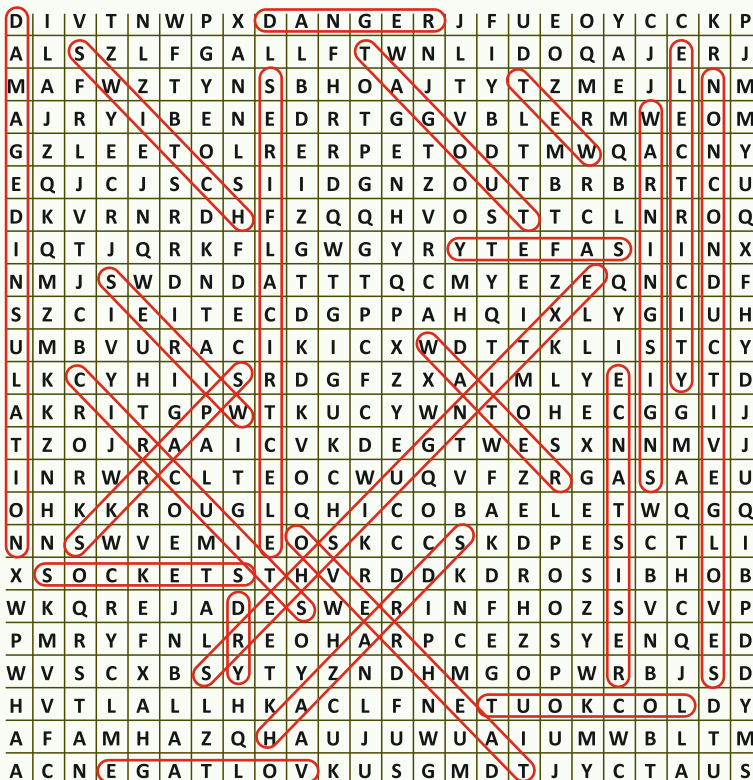 D I V T N W P X D A N G E R J F U E O Y C C K P
A L S Z L F G A L L F T W N L I D O Q A J E R J
M A F W Z T Y N S B H O A J T Y T Z M E J L N M
A J R Y I B E N E D R T G G V B L E R M W E O M
G Z L E E T O L R E R P E T O D T M W Q A C N Y
E Q J C J S C S I I D G N Z O U T B R B R T C U
D K V R N R D H F Z Q Q H V O S T T C L N R O Q
I Q T J Q R K F L G W G Y R Y T E F A S I I N X
N M J S W D N D A T T T Q C M Y E Z E Q N C D F
S Z C I E I T E C D G P P A H Q I X L Y G I U H
U M B V U R A C I K I C X W D T T K L I S T C Y
L K C Y H I I S R D G F Z X A I M L Y E I Y T D
A K R I T G P W T K U C Y W N T O H E C G G I J
T Z O J R A A I C V K D E G T W E S X N N M V J
I N R W R C L T E O C W U Q V F Z R G A S A E U
O H K K R O U G L Q H I C O B A E L E T W Q G Q
N N S W V E M I E O S K C C S K D P E S C T L I
X S O C K E T S T H V R D D K D R O S I B H O B
W K Q R E J A D E S W E R I N F H O Z S V C V P
P M R Y F N L R E O H A R P C E Z S Y E N Q E D
W V S C X B S Y T Y Z N D H M G O P W R B J S D
H V T L A L L H K A C L F N E T U O K C O L D Y
A F A M H A Z Q H A U J U W U A I U M W B L T M
A C N E G A T L O V K U S G M D T J Y C T A U S